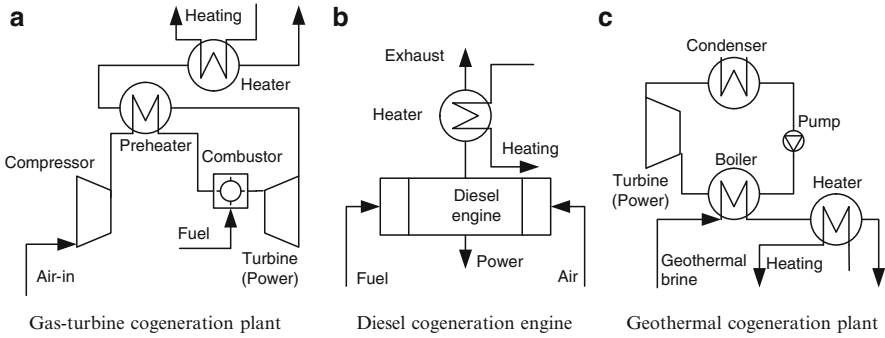 a
Heating
Heater
Preheater
Compressor
Combustor
Fuel
Turbine
(Power)
Air-in
Gas-turbine cogeneration plant
b
Exhaust
Heater
Heating
Diesel
engine
Power
Fuel
Air
Diesel cogeneration engine
c
Condenser
Pump
Turbine
(Power)
Boiler
Heater
Geothermal
brine
Heating
Geothermal cogeneration plant